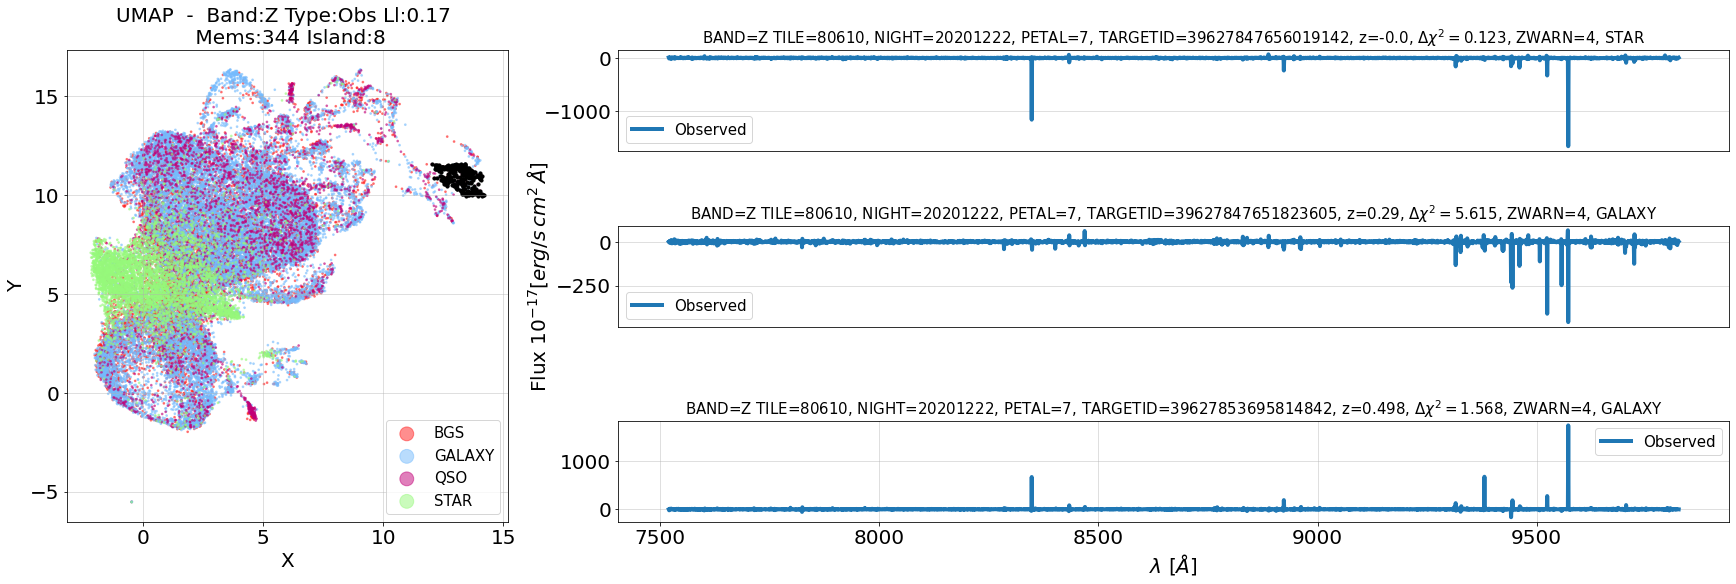 UMAP  -  Band:Z Type:Obs Ll:0.17
Mems:344 Island:8
15
10
5
0
−5
Y
0
5
10
15
X
BGS
GALAXY
QSO
STAR
Flux 10⁻¹⁷[erg/s cm² Å]
BAND=Z TILE=80610, NIGHT=20201222, PETAL=7, TARGETID=39627847656019142, z=-0.0, Δχ² = 0.123, ZWARN=4, STAR
0
−1000
Observed
BAND=Z TILE=80610, NIGHT=20201222, PETAL=7, TARGETID=39627847651823605, z=0.29, Δχ² = 5.615, ZWARN=4, GALAXY
0
−250
Observed
BAND=Z TILE=80610, NIGHT=20201222, PETAL=7, TARGETID=39627853695814842, z=0.498, Δχ² = 1.568, ZWARN=4, GALAXY
1000
0
Observed
7500
8000
8500
9000
9500
λ [Å]